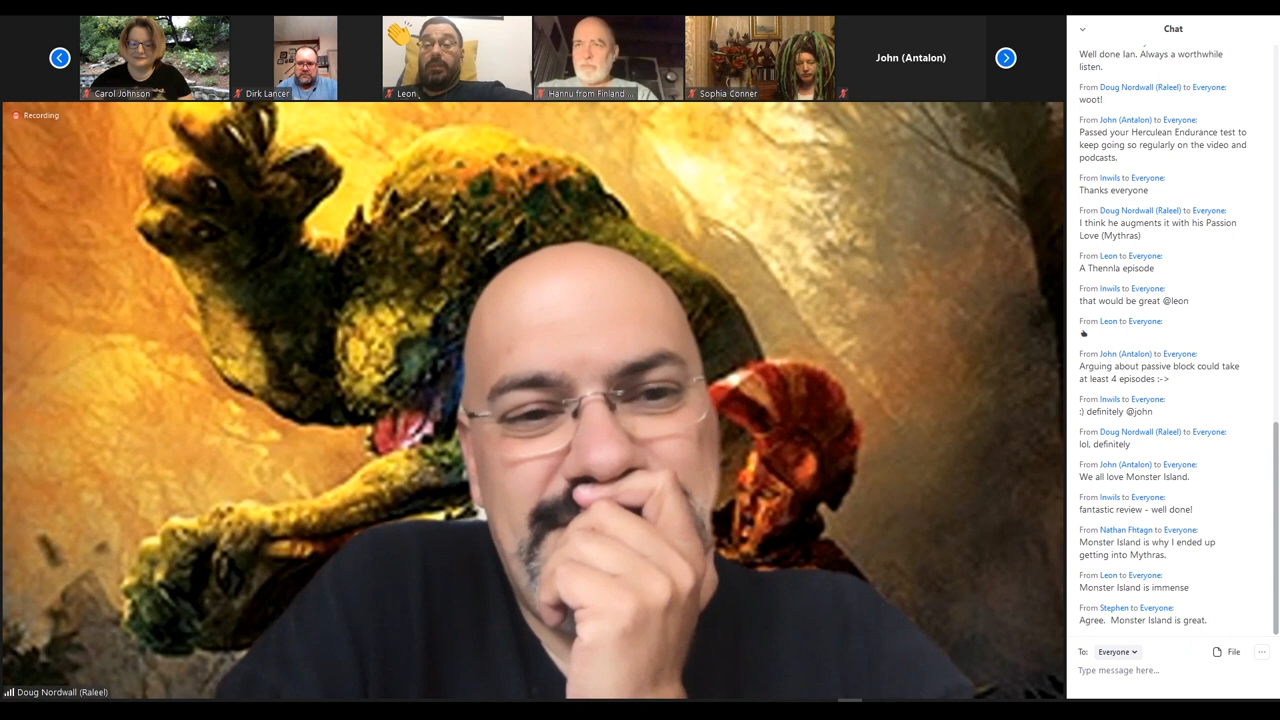 John (Antalon)
Carol Johnson
Dirk Lancer
Leon
Hannu from Finland ...
Sophia Conner
Recording
Doug Nordwall (Raleel)
Chat
Well done Ian. Always a worthwhile
listen.
From Doug Nordwall (Raleel) to Everyone:
woot!
From John (Antalon) to Everyone:
Passed your Herculean Endurance test to
keep going so regularly on the video and
podcasts.
From Inwils to Everyone:
Thanks everyone
From Doug Nordwall (Raleel) to Everyone:
I think he augments it with his Passion
Love (Mythras)
From Leon to Everyone:
A Thennla episode
From Inwils to Everyone:
that would be great @leon
From Leon to Everyone:
From John (Antalon) to Everyone:
Arguing about passive block could take
at least 4 episodes :->
From Inwils to Everyone:
:) definitely @john
From Doug Nordwall (Raleel) to Everyone:
lol, definitely
From John (Antalon) to Everyone:
We all love Monster Island.
From Inwils to Everyone:
fantastic review - well done!
From Nathan Fhtagn to Everyone:
Monster Island is why I ended up
getting into Mythras.
From Leon to Everyone:
Monster Island is immense
From Stephen to Everyone:
Agree.  Monster Island is great.
To: Everyone
File
Type message here...